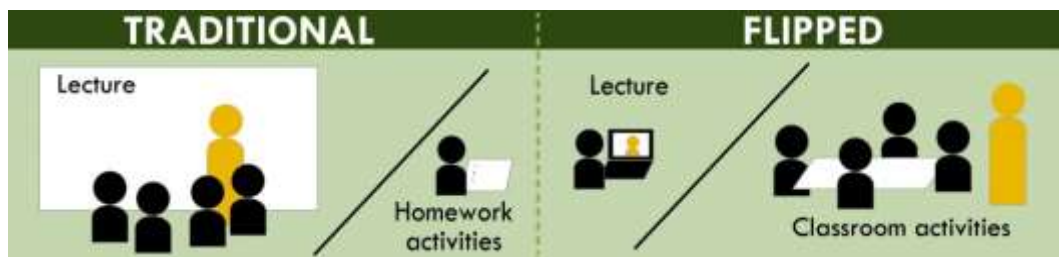 TRADITIONAL
Lecture
Homework
activities
FLIPPED
Lecture
Classroom activities